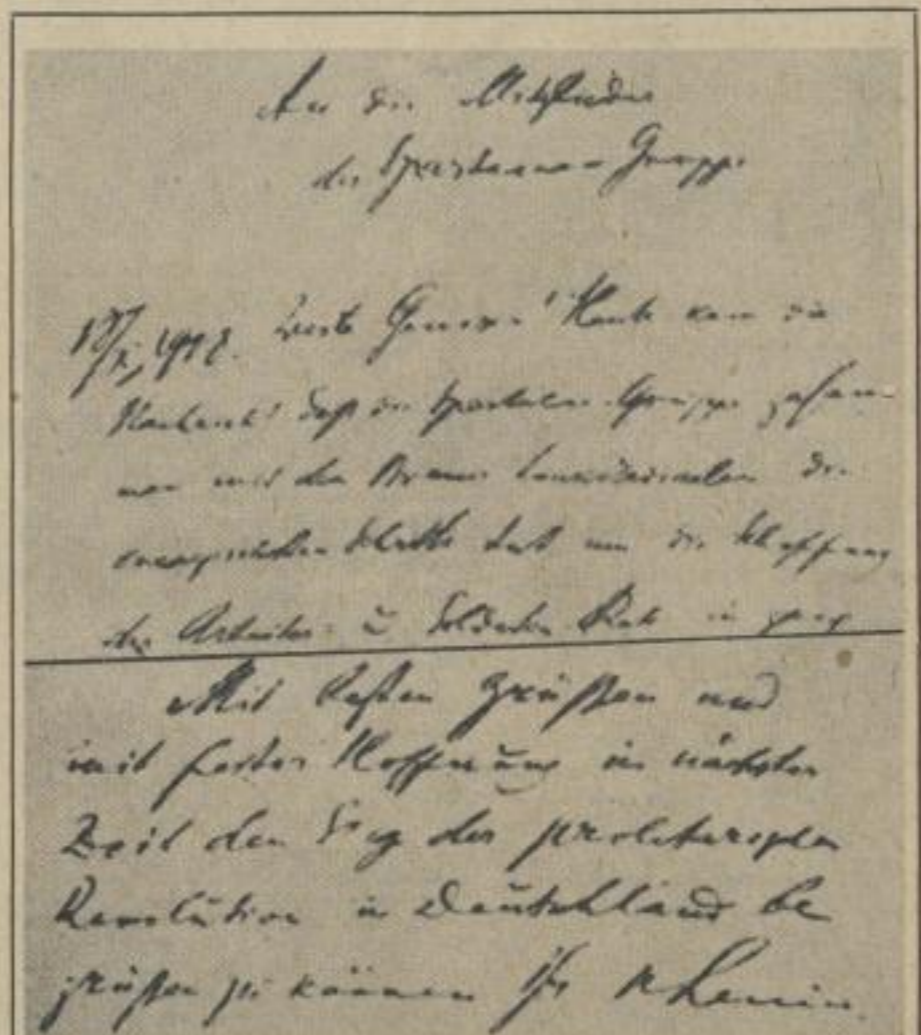 An die Mitglieder
der Spartacus-Gruppe
18/X. 1918. Werte Genossen! Heute kam die
Nachricht, daß die Spartacus-Gruppe zusam-
men mit den Bremer Linksradicalen die
energischsten Schritte tut um die Schaffung
der Arbeiter- u Soldaten Räte in ganz
Mit besten Grüßen und
mit fester Hoffnung in nächster
Zeit den Sieg der proletarischen
Revolution in Deutschland be
grüßen zu können Ihr N Lenin